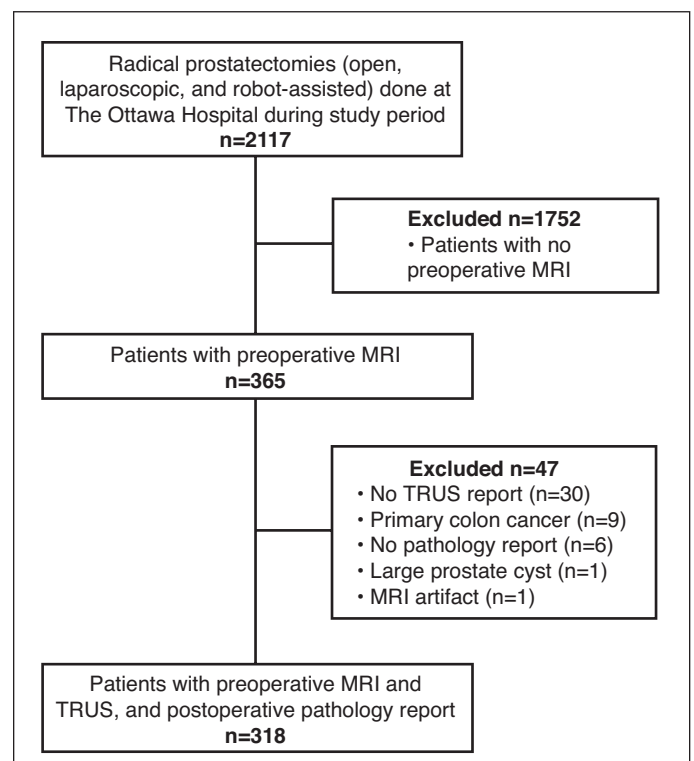 Radical prostatectomies (open,
laparoscopic, and robot-assisted) done at
The Ottawa Hospital during study period
n=2117
Excluded n=1752
• Patients with no
preoperative MRI
Patients with preoperative MRI
n=365
Excluded n=47
• No TRUS report (n=30)
• Primary colon cancer (n=9)
• No pathology report (n=6)
• Large prostate cyst (n=1)
• MRI artifact (n=1)
Patients with preoperative MRI and
TRUS, and postoperative pathology report
n=318